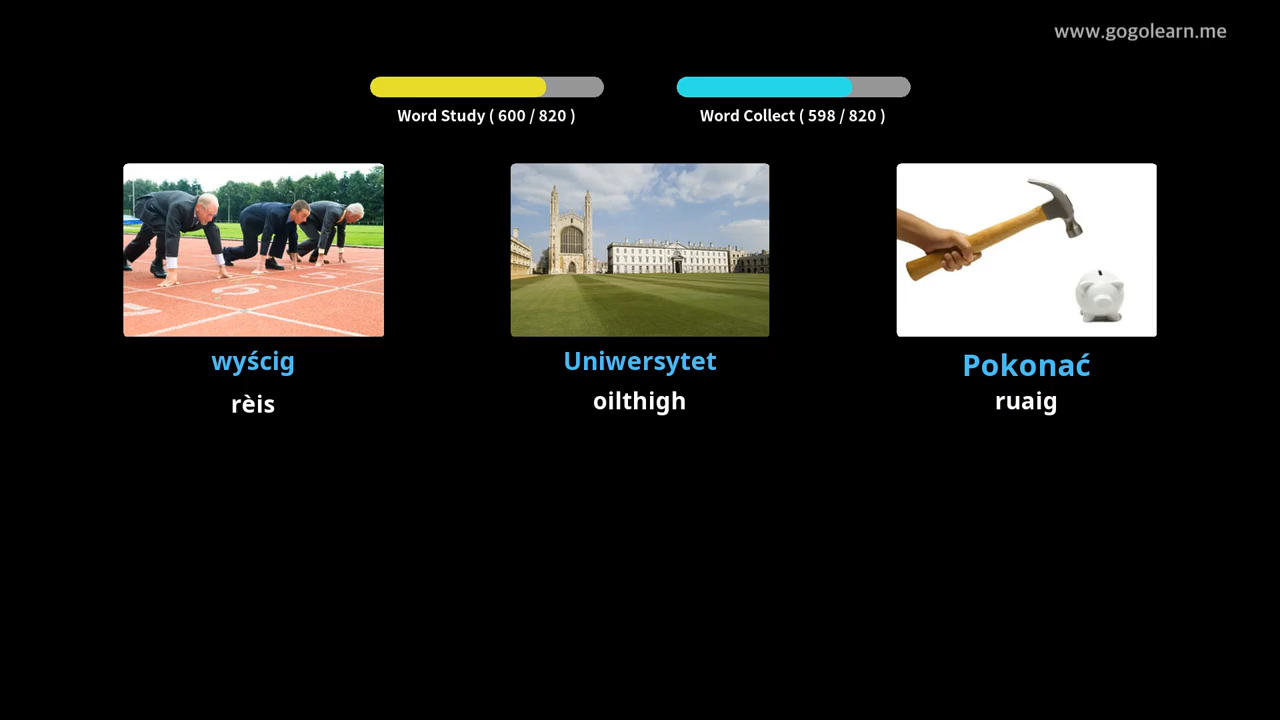 www.gogolearn.me
Word Study ( 600 / 820 )
Word Collect ( 598 / 820 )
wyścig
rèis
Uniwersytet
oilthigh
Pokonać
ruaig